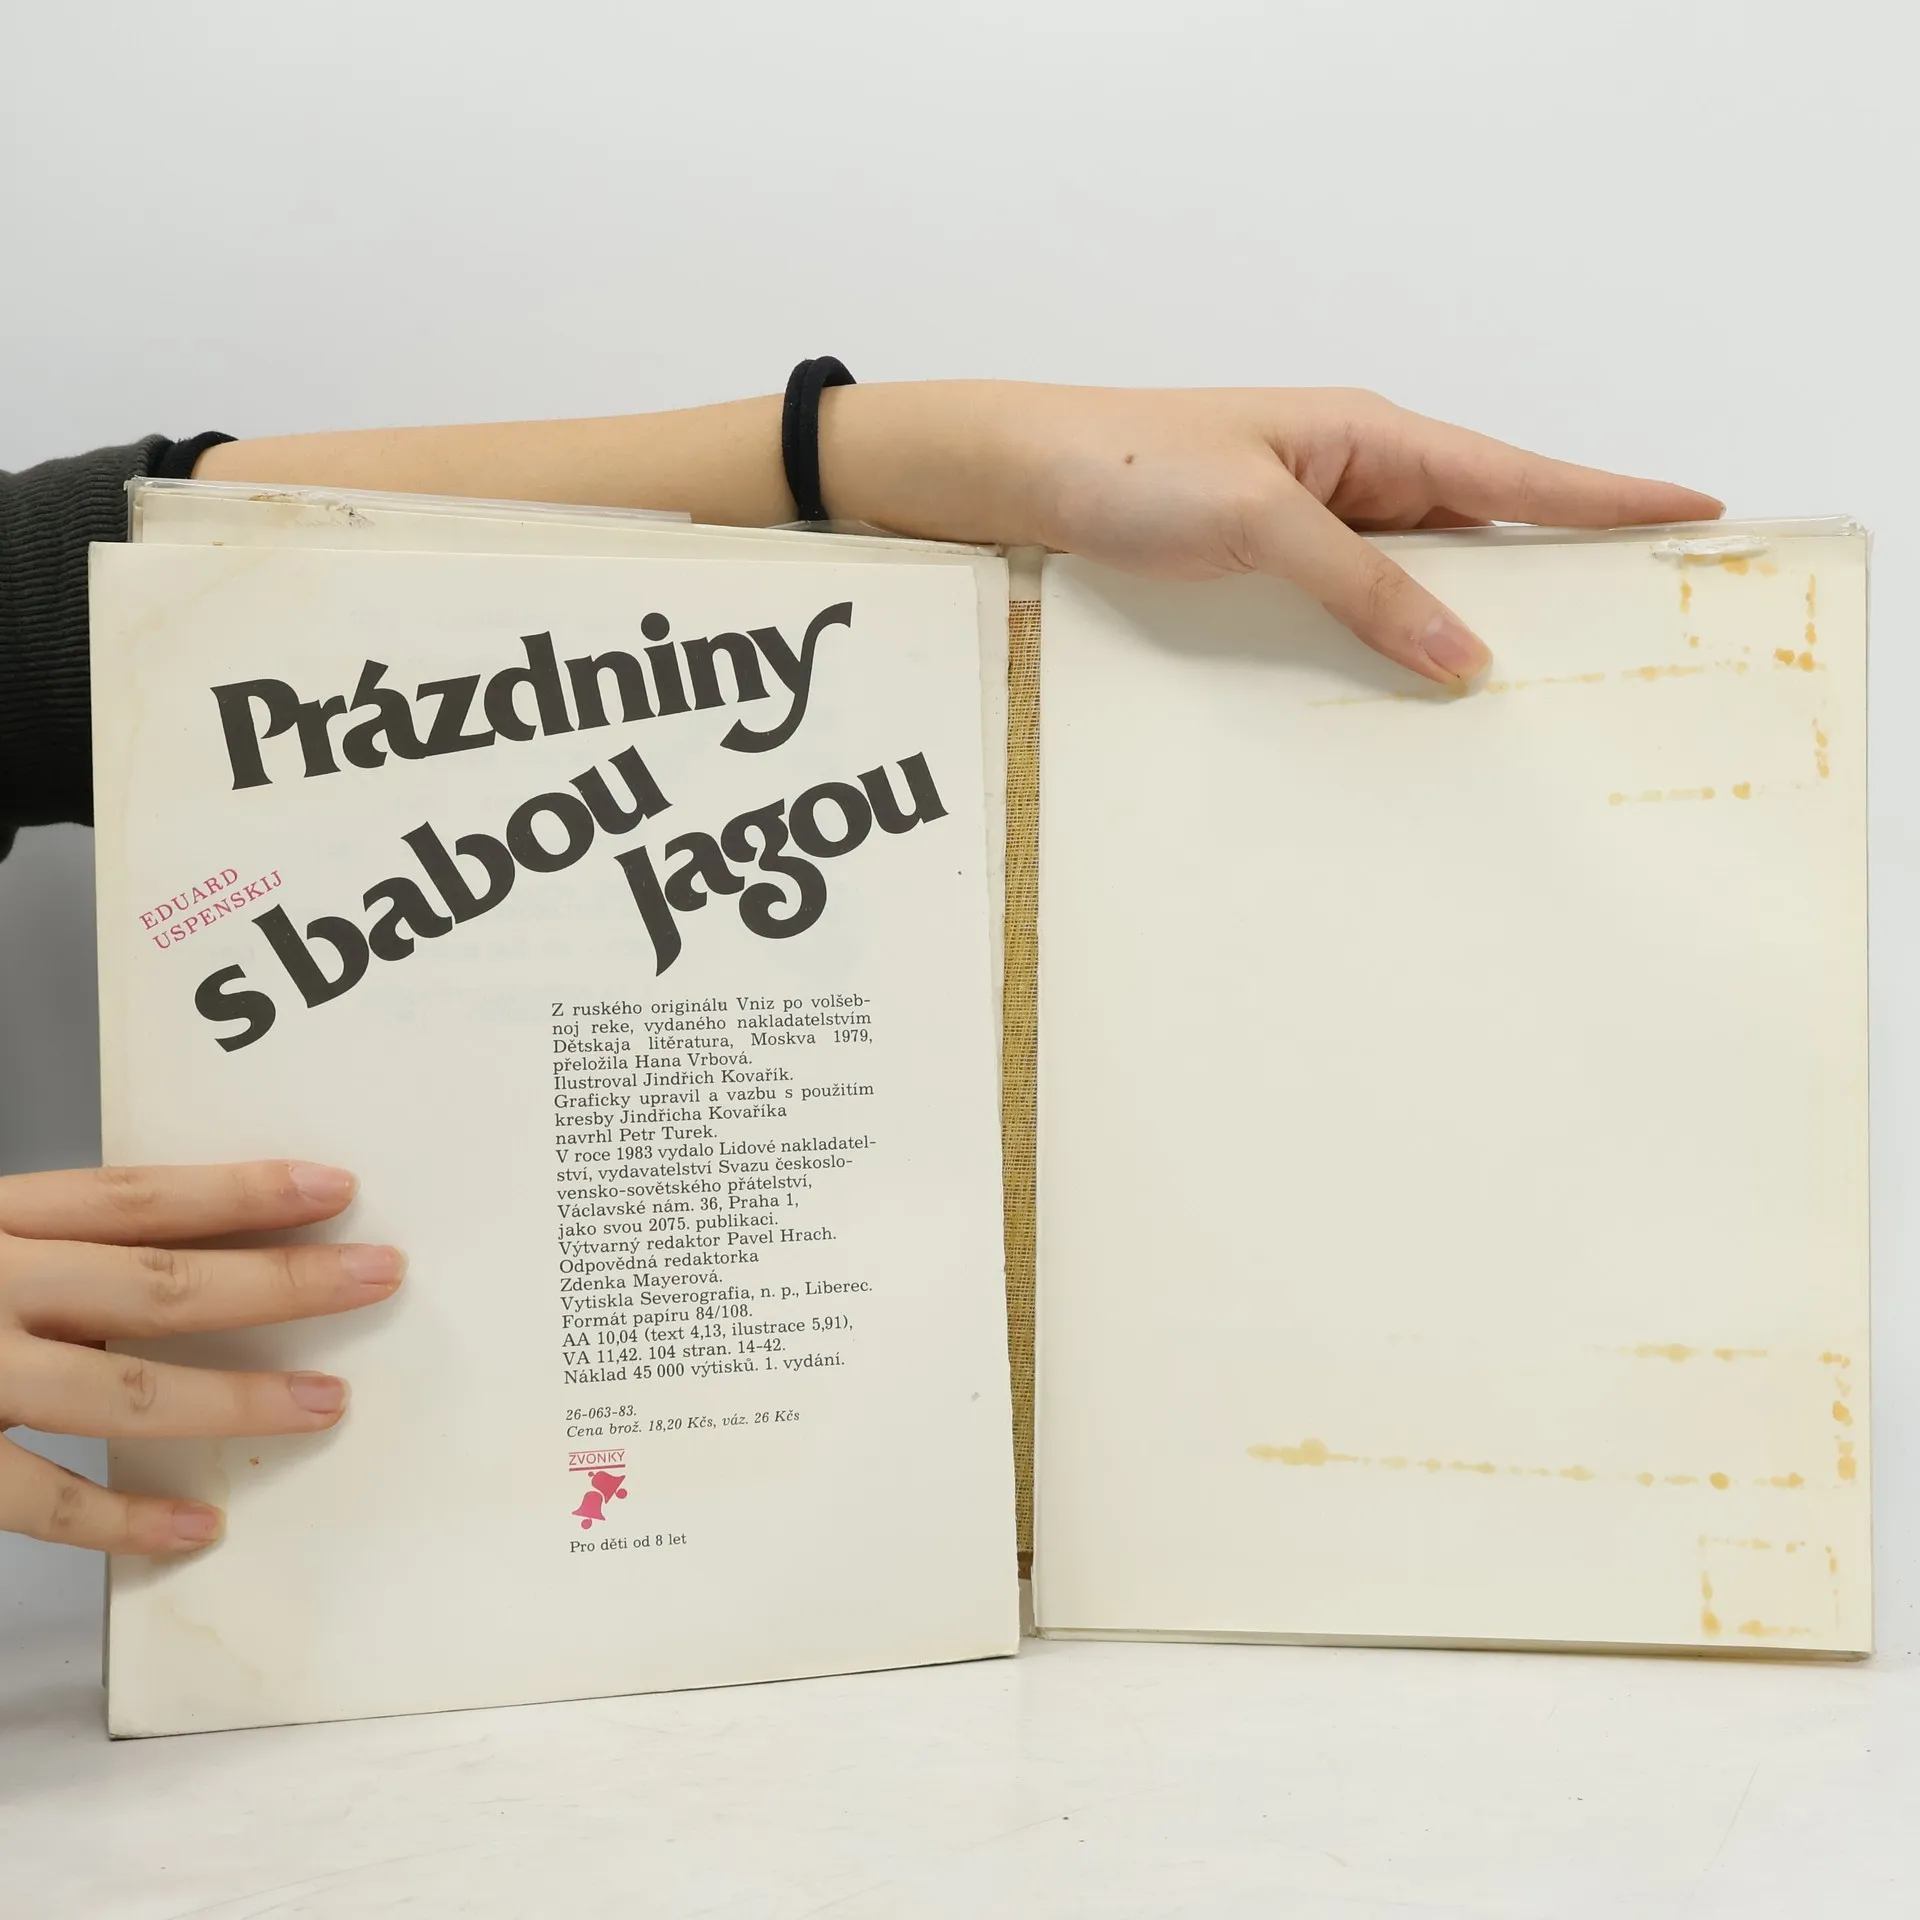 Prázdniny
s babou
Jagou
EDUARD
USPENSKIJ
Z ruského originálu Vniz po volšeb-
noj reke, vydaného nakladatelstvím
Dětskaja litěratura, Moskva 1979,
přeložila Hana Vrbová.
Ilustroval Jindřich Kovařík.
Graficky upravil a vazbu s použitím
kresby Jindřicha Kovaříka
navrhl Petr Turek.
V roce 1983 vydalo Lidové nakladatel-
ství, vydavatelství Svazu českoslo-
vensko-sovětského přátelství,
Václavské nám. 36, Praha 1,
jako svou 2075. publikaci.
Výtvarný redaktor Pavel Hrach.
Odpovědná redaktorka
Zdenka Mayerová.
Vytiskla Severografia, n. p., Liberec.
Formát papíru 84/108.
AA 10,04 (text 4,13, ilustrace 5,91),
VA 11,42. 104 stran. 14-42.
Náklad 45 000 výtisků. 1. vydání.
26-063-83.
Cena brož. 18,20 Kčs, váz. 26 Kčs
ZVONKY
Pro děti od 8 let